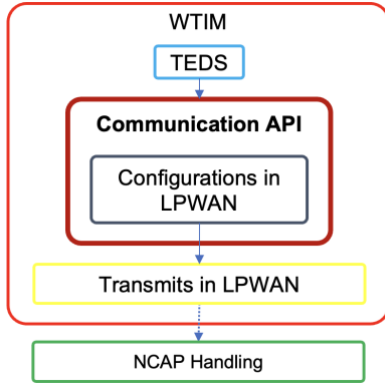 WTIM
TEDS
Communication API
Configurations in
LPWAN
Transmits in LPWAN
NCAP Handling